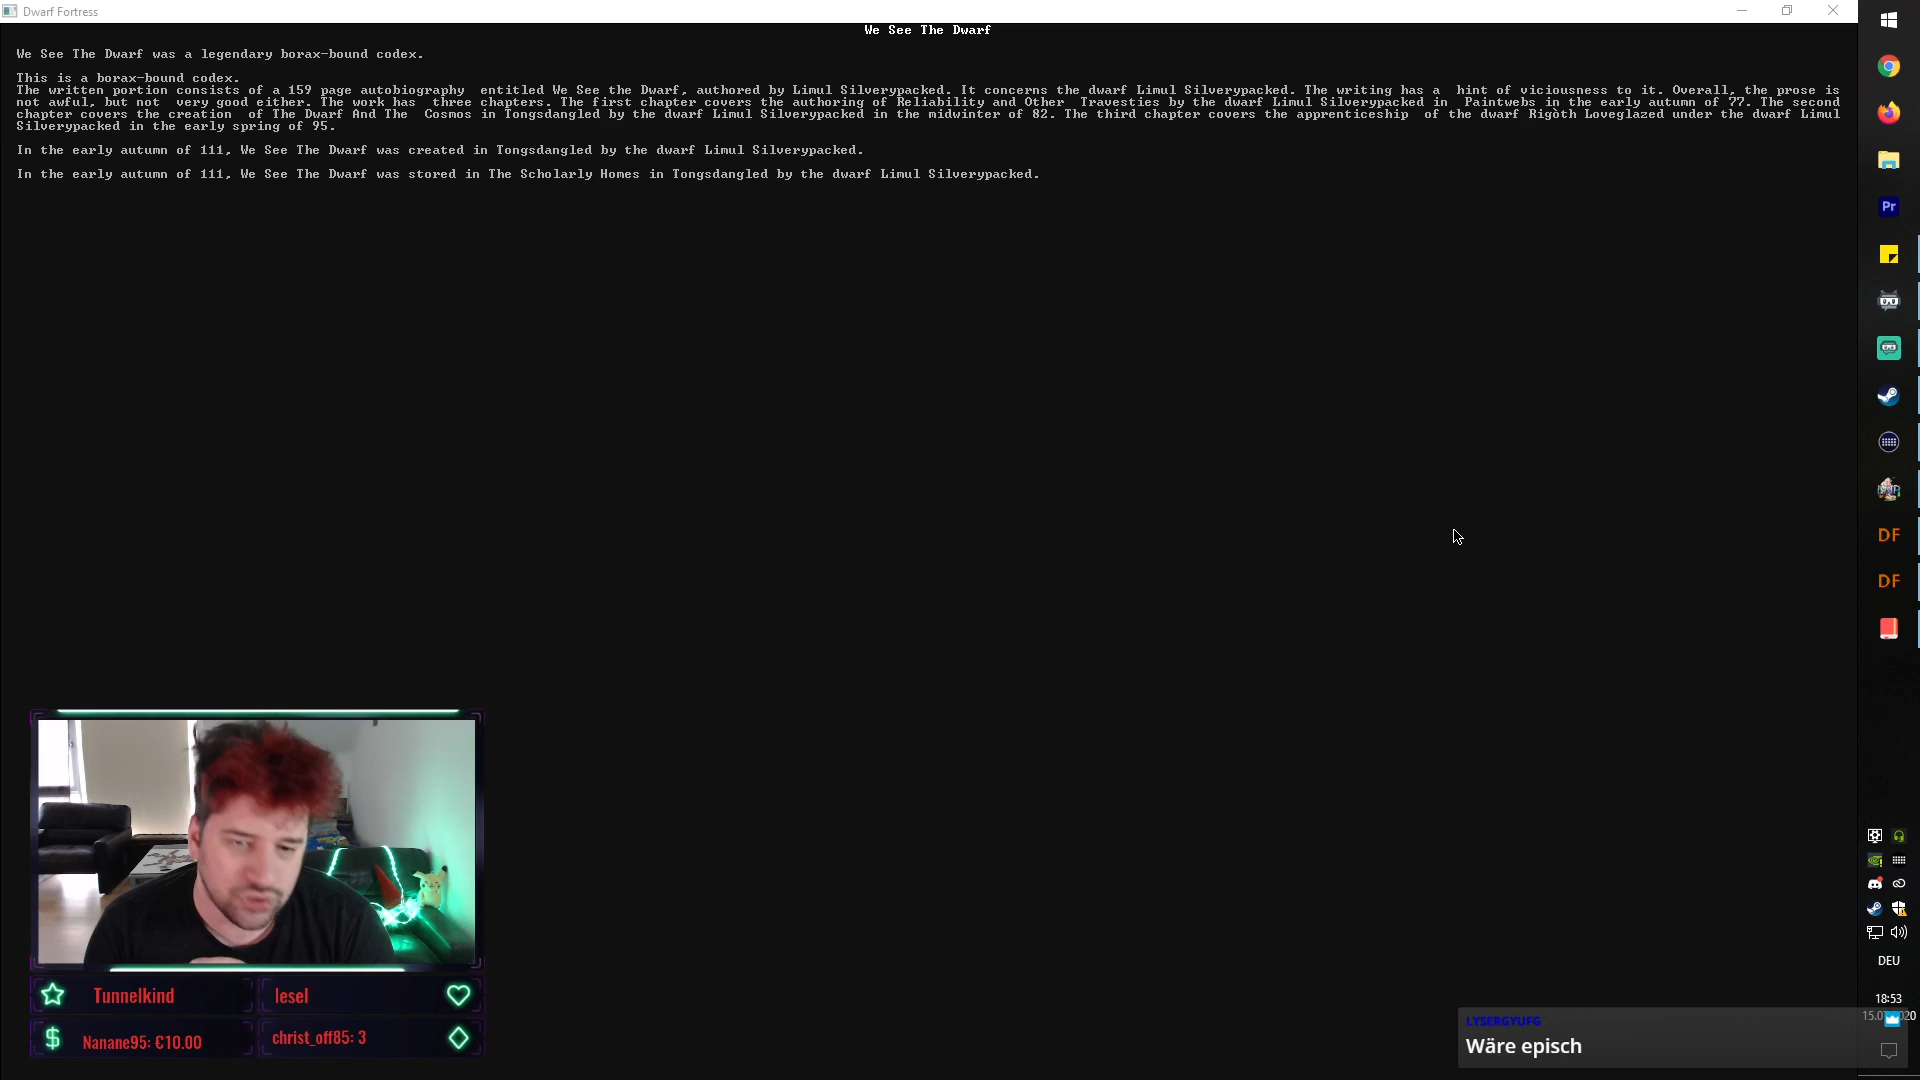 Dwarf Fortress
We See The Dwarf
We See The Dwarf was a legendary borax-bound codex.
This is a borax-bound codex.
The written portion consists of a 159 page autobiography  entitled We See the Dwarf, authored by Limul Silverypacked. It concerns the dwarf Limul Silverypacked. The writing has a  hint of viciousness to it. Overall, the prose is
not awful, but not  very good either. The work has  three chapters. The first chapter covers the authoring of Reliability and Other  Travesties by the dwarf Limul Silverypacked in  Paintwebs in the early autumn of 77. The second
chapter covers the creation  of The Dwarf And The  Cosmos in Tongsdangled by the dwarf Limul Silverypacked in the midwinter of 82. The third chapter covers the apprenticeship  of the dwarf Rigòth Loveglazed under the dwarf Limul
Silverypacked in the early spring of 95.
In the early autumn of 111, We See The Dwarf was created in Tongsdangled by the dwarf Limul Silverypacked.
In the early autumn of 111, We See The Dwarf was stored in The Scholarly Homes in Tongsdangled by the dwarf Limul Silverypacked.
Pr
DF
DF
DEU
18:53
Tunnelkind
lesel
Nanane95: €10.00
christ_off85: 3
LYSERGYUFG
Wäre episch